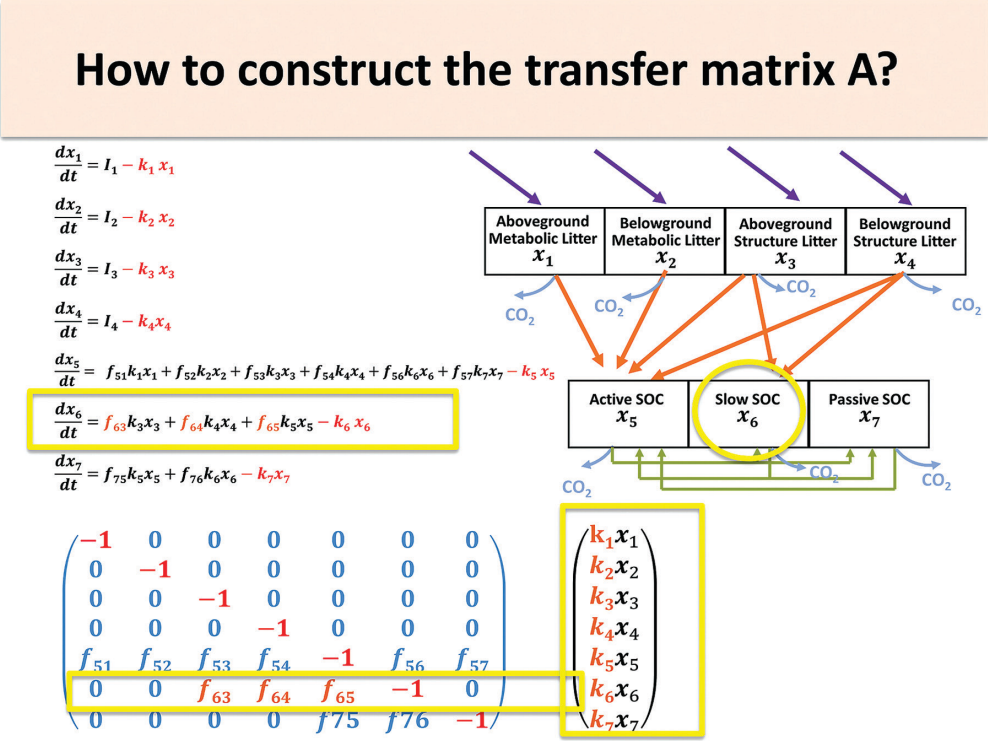 How to construct the transfer matrix A?
dx₁/dt = I₁ − k₁ x₁
dx₂/dt = I₂ − k₂ x₂
dx₃/dt = I₃ − k₃ x₃
dx₄/dt = I₄ − k₄x₄
dx₅/dt = f₅₁k₁x₁ + f₅₂k₂x₂ + f₅₃k₃x₃ + f₅₄k₄x₄ + f₅₆k₆x₆ + f₅₇k₇x₇ − k₅ x₅
dx₆/dt = f₆₃k₃x₃ + f₆₄k₄x₄ + f₆₅k₅x₅ − k₆ x₆
dx₇/dt = f₇₅k₅x₅ + f₇₆k₆x₆ − k₇x₇
Aboveground
Metabolic Litter
x₁
Belowground
Metabolic Litter
x₂
Aboveground
Structure Litter
x₃
Belowground
Structure Litter
x₄
CO₂
CO₂
CO₂
CO₂
Active SOC
x₅
Slow SOC
x₆
Passive SOC
x₇
CO₂
CO₂
CO₂
−1 0 0 0 0 0 0
0 −1 0 0 0 0 0
0 0 −1 0 0 0 0
0 0 0 −1 0 0 0
f₅₁ f₅₂ f₅₃ f₅₄ −1 f₅₆ f₅₇
0 0 f₆₃ f₆₄ f₆₅ −1 0
0 0 0 0 f75 f76 −1
k₁x₁
k₂x₂
k₃x₃
k₄x₄
k₅x₅
k₆x₆
k₇x₇